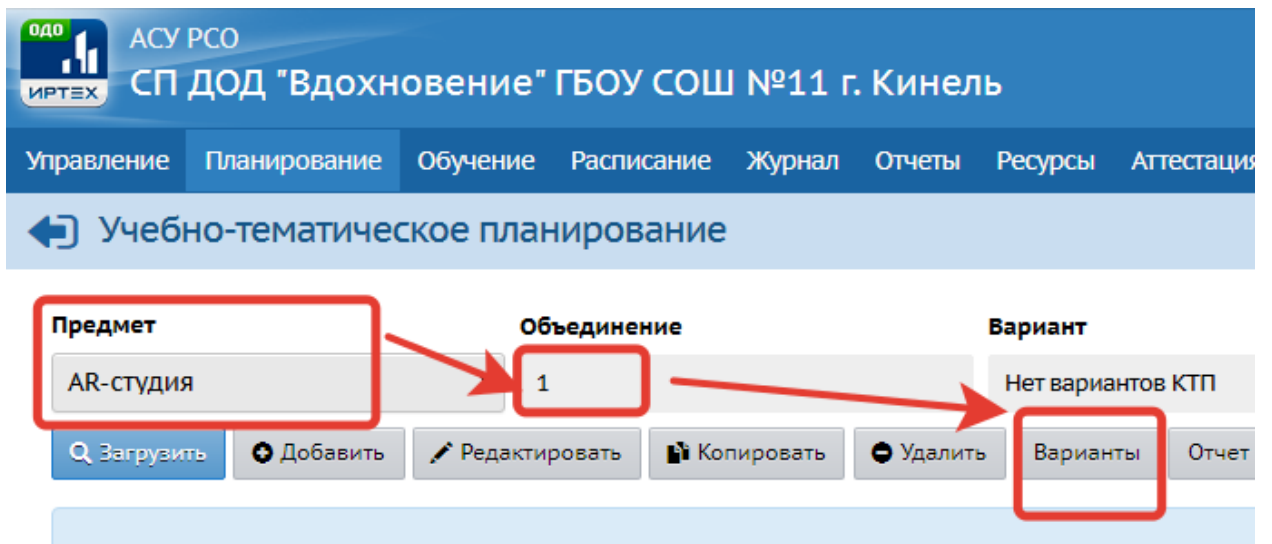 ОДО
ИРТЕХ
АСУ РСО
СП ДОД "Вдохновение" ГБОУ СОШ №11 г. Кинель
Управление Планирование Обучение Расписание Журнал Отчеты Ресурсы Аттестация
Учебно-тематическое планирование
Предмет Объединение Вариант
AR-студия 1 Нет вариантов КТП
Загрузить Добавить Редактировать Копировать Удалить Варианты Отчет